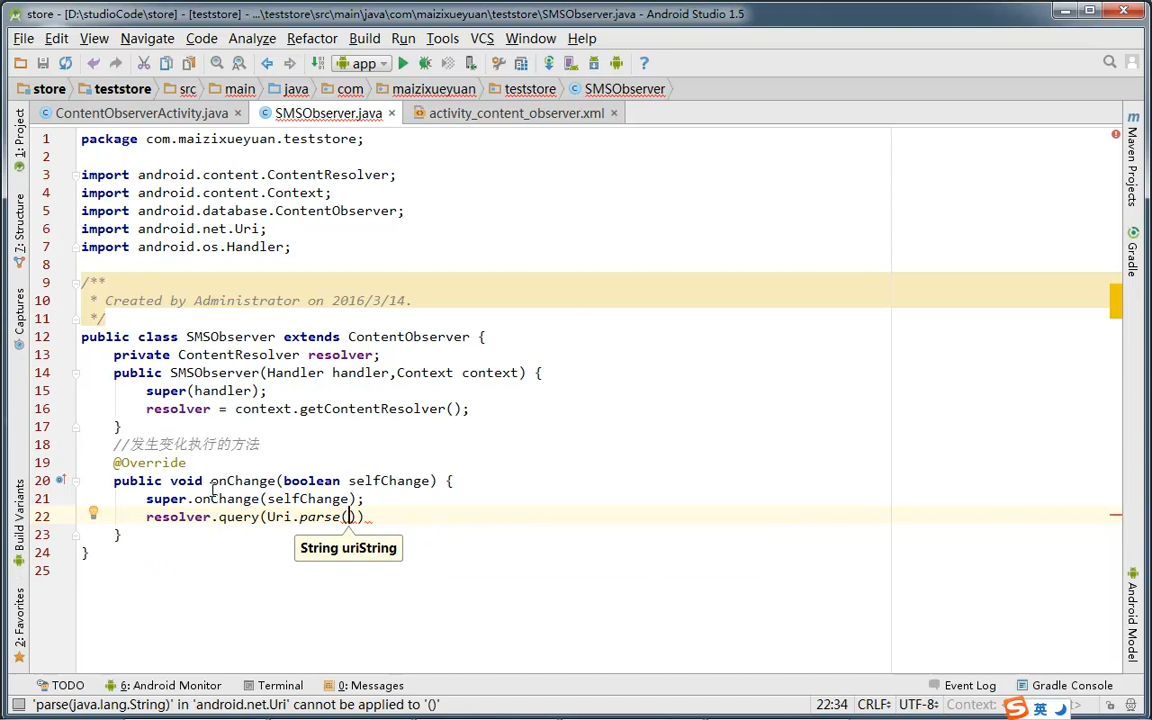 store - [D:\studioCode\store] - [teststore] - ...\teststore\src\main\java\com\maizixueyuan\teststore\SMSObserver.java - Android Studio 1.5
File Edit View Navigate Code Analyze Refactor Build Run Tools VCS Window Help
app
store teststore src main java com maizixueyuan teststore SMSObserver
ContentObserverActivity.java SMSObserver.java activity_content_observer.xml
1: Project
7: Structure
Captures
Build Variants
2: Favorites
1 package com.maizixueyuan.teststore;
2
3 import android.content.ContentResolver;
4 import android.content.Context;
5 import android.database.ContentObserver;
6 import android.net.Uri;
7 import android.os.Handler;
8
9 /**
10 * Created by Administrator on 2016/3/14.
11 */
12 public class SMSObserver extends ContentObserver {
13 private ContentResolver resolver;
14 public SMSObserver(Handler handler,Context context) {
15 super(handler);
16 resolver = context.getContentResolver();
17 }
18 //发生变化执行的方法
19 @Override
20 public void onChange(boolean selfChange) {
21 super.onChange(selfChange);
22 resolver.query(Uri.parse())
23 }
24 }
25
String uriString
Maven Projects
Gradle
Android Model
TODO 6: Android Monitor Terminal 0: Messages Event Log Gradle Console
'parse(java.lang.String)' in 'android.net.Uri' cannot be applied to '()' 22:34 CRLF÷ UTF-8÷ Context:
S 英